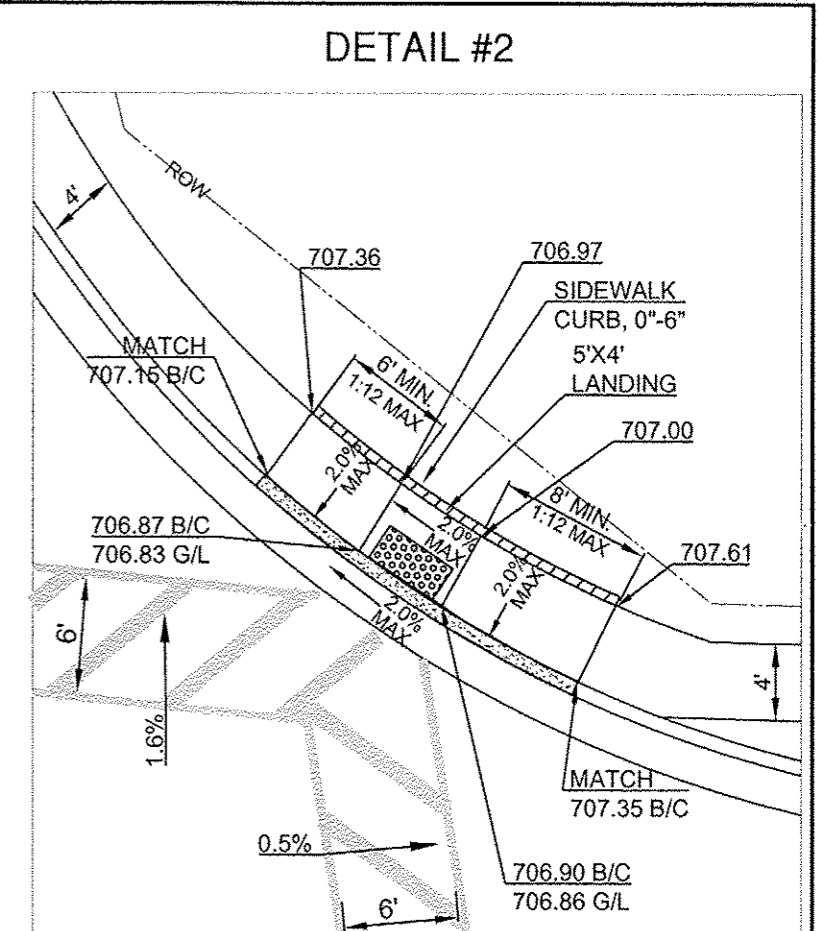 DETAIL #2
ROW
4'
707.36
706.97
SIDEWALK
CURB, 0"-6"
MATCH
707.15 B/C
6' MIN.
1:12 MAX
5'X4'
LANDING
707.00
2.0%
MAX
8' MIN.
1:12 MAX
706.87 B/C
706.83 G/L
2.0%
MAX
707.61
2.0%
MAX
2.0%
MAX
6'
1.6%
4'
MATCH
707.35 B/C
0.5%
706.90 B/C
706.86 G/L
6'